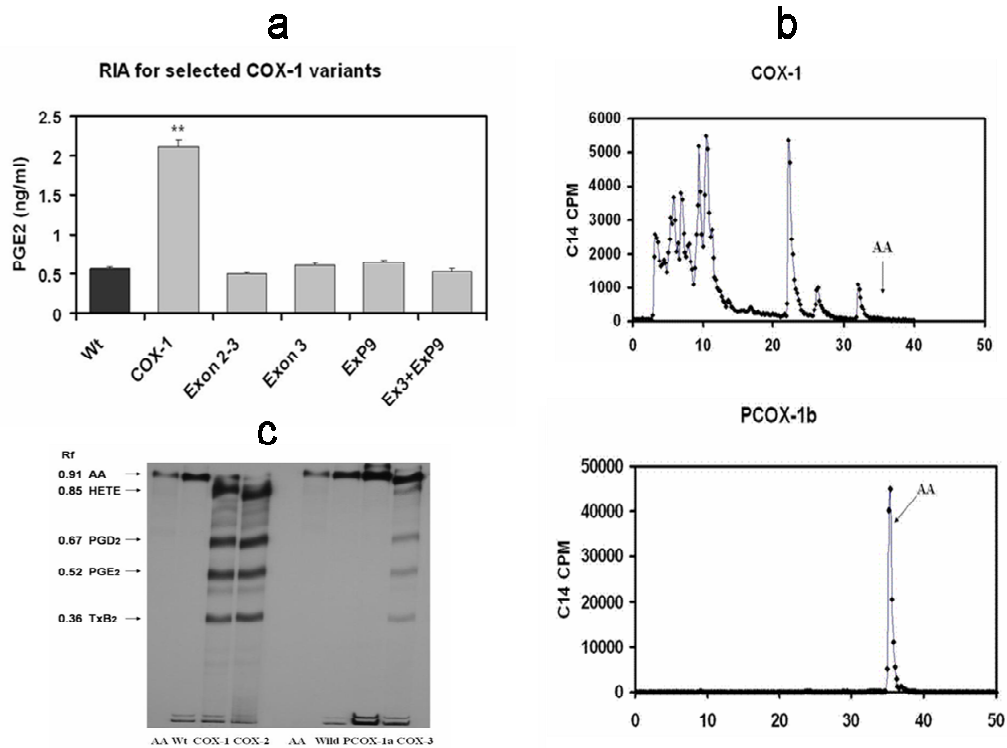 a
RIA for selected COX-1 variants
PGE2 (ng/ml)
2.5
2
1.5
1
0.5
0
**
Wt
COX-1
Exon 2-3
Exon 3
ExP9
Ex3+ExP9
b
COX-1
C14 CPM
6000
5000
4000
3000
2000
1000
0
AA
0 10 20 30 40 50
PCOX-1b
C14 CPM
50000
40000
30000
20000
10000
0
AA
0 10 20 30 40 50
c
Rf
0.91 AA
0.85 HETE
0.67 PGD2
0.52 PGE2
0.36 TxB2
AA Wt COX-1 COX-2 AA Wild PCOX-1a COX-3